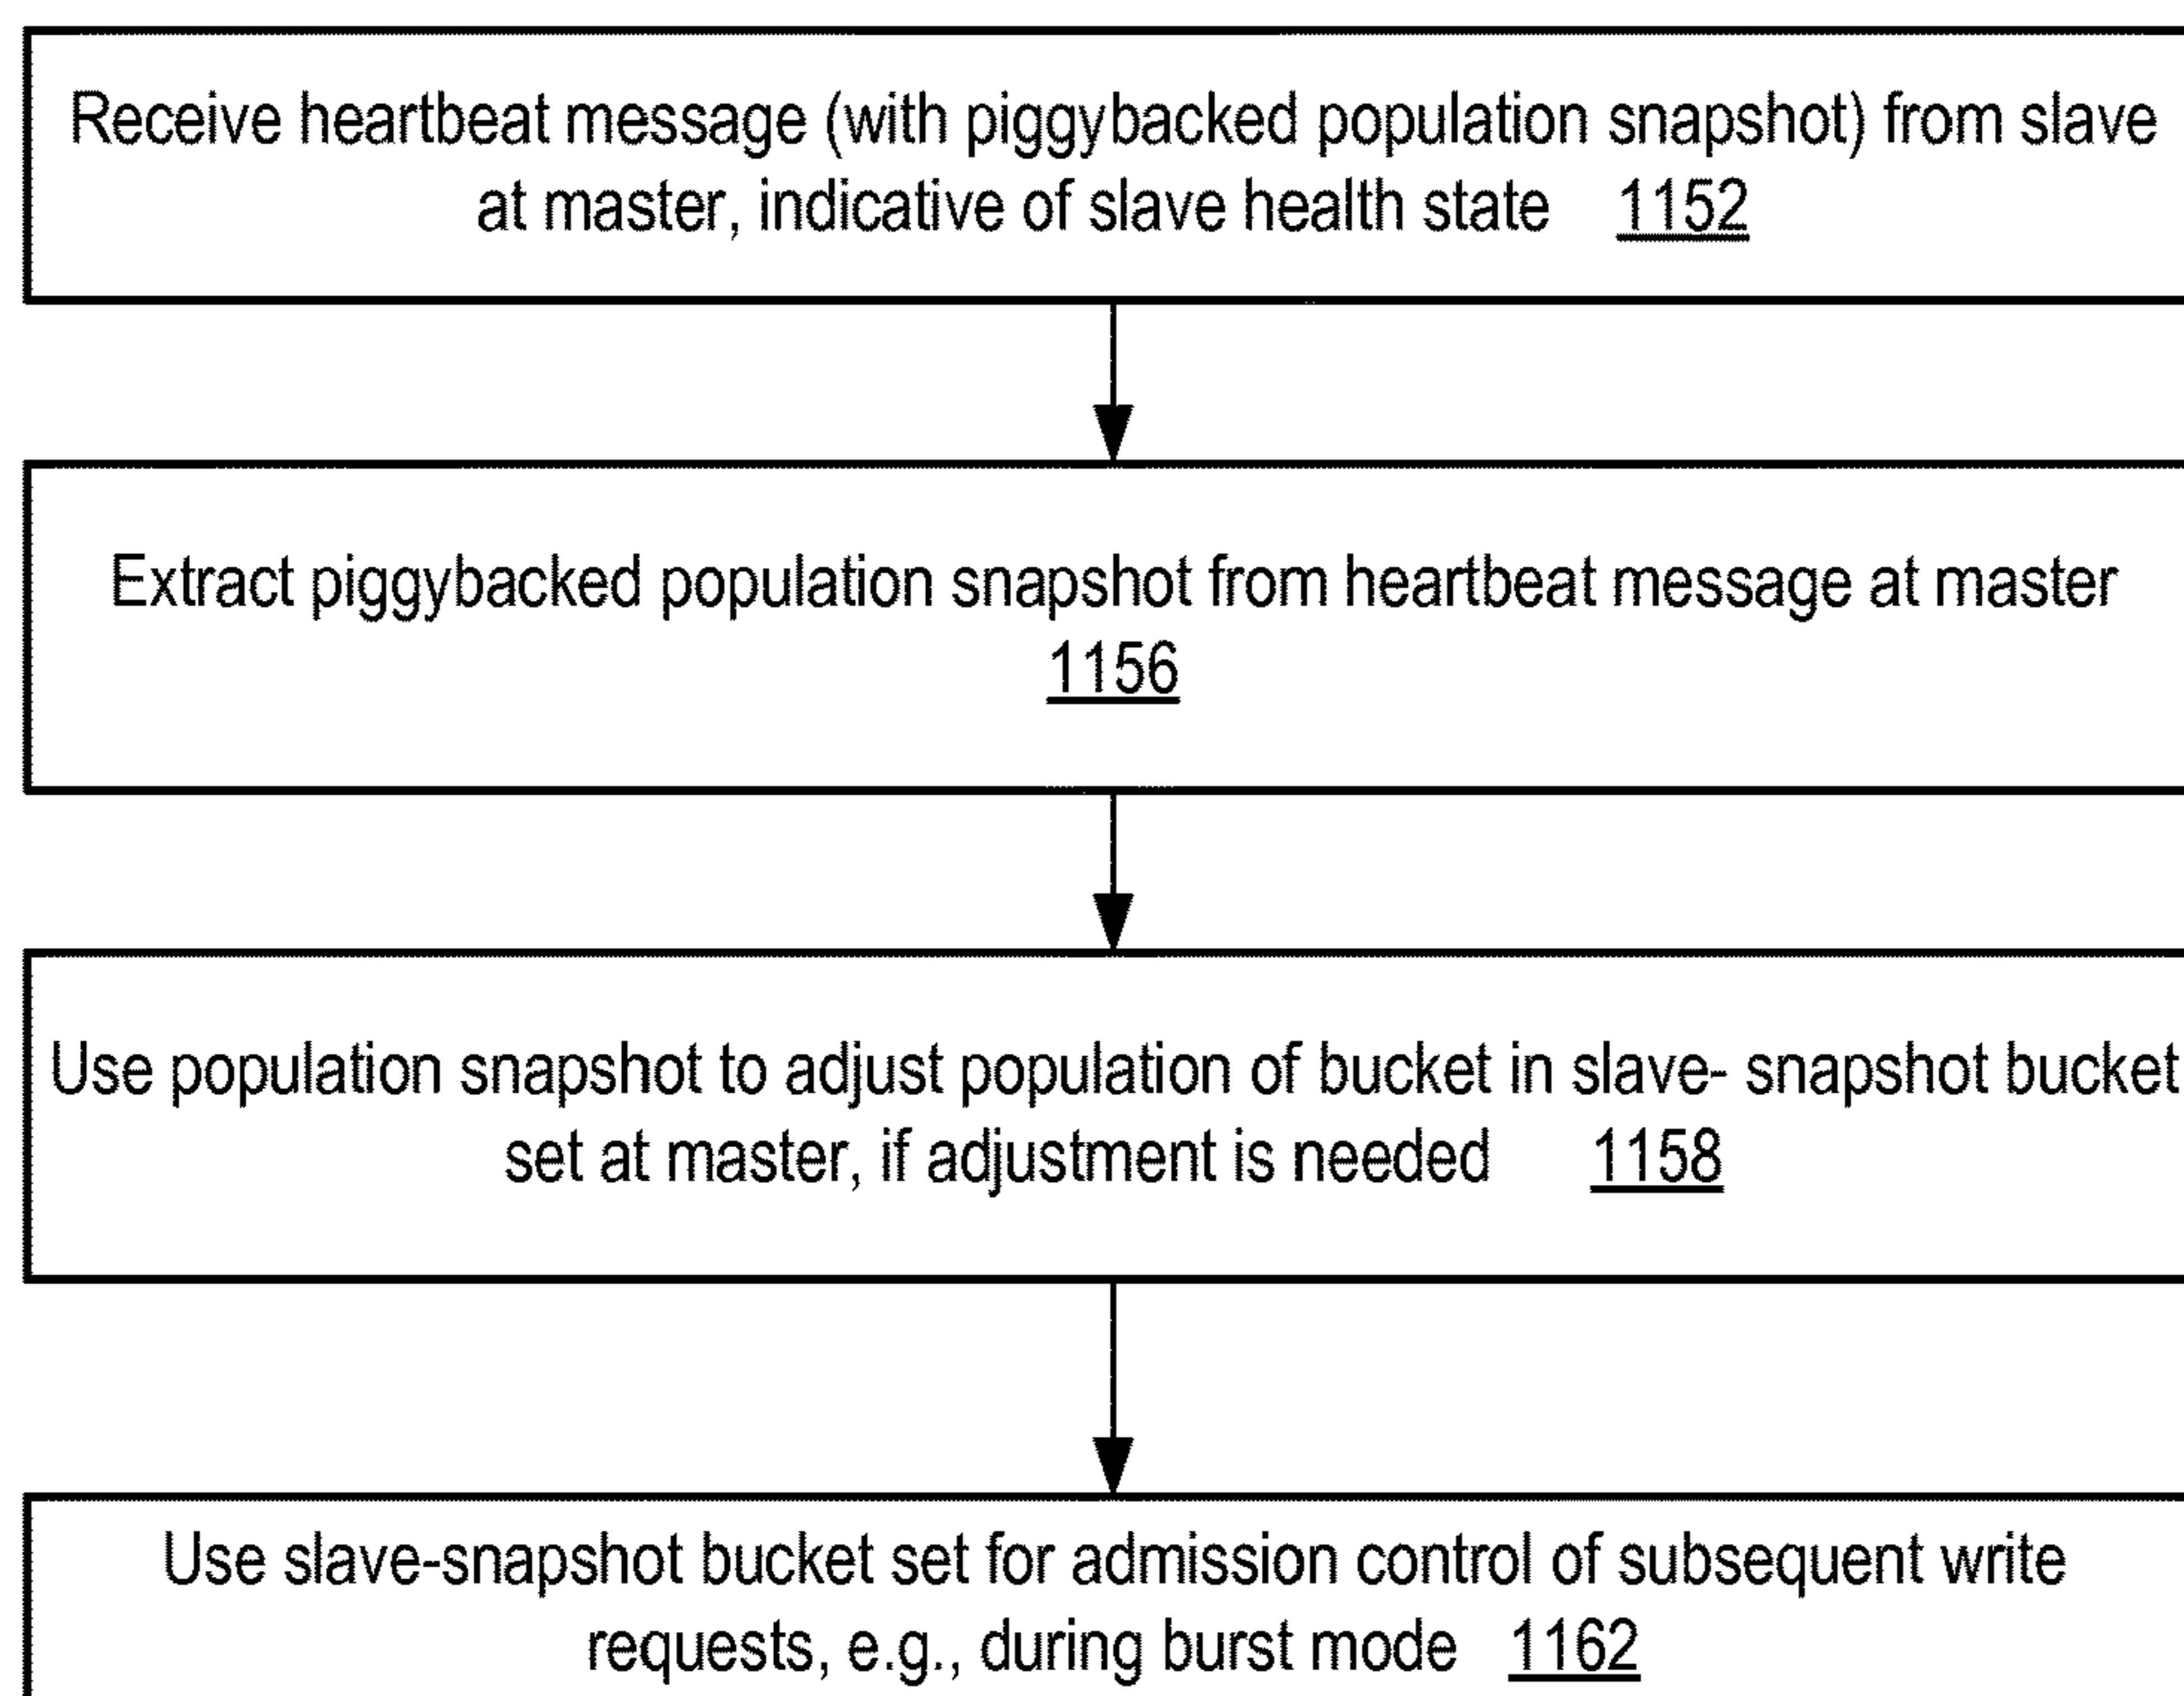 Receive heartbeat message (with piggybacked population snapshot) from slave
at master, indicative of slave health state 1152
Extract piggybacked population snapshot from heartbeat message at master
1156
Use population snapshot to adjust population of bucket in slave- snapshot bucket
set at master, if adjustment is needed 1158
Use slave-snapshot bucket set for admission control of subsequent write
requests, e.g., during burst mode 1162